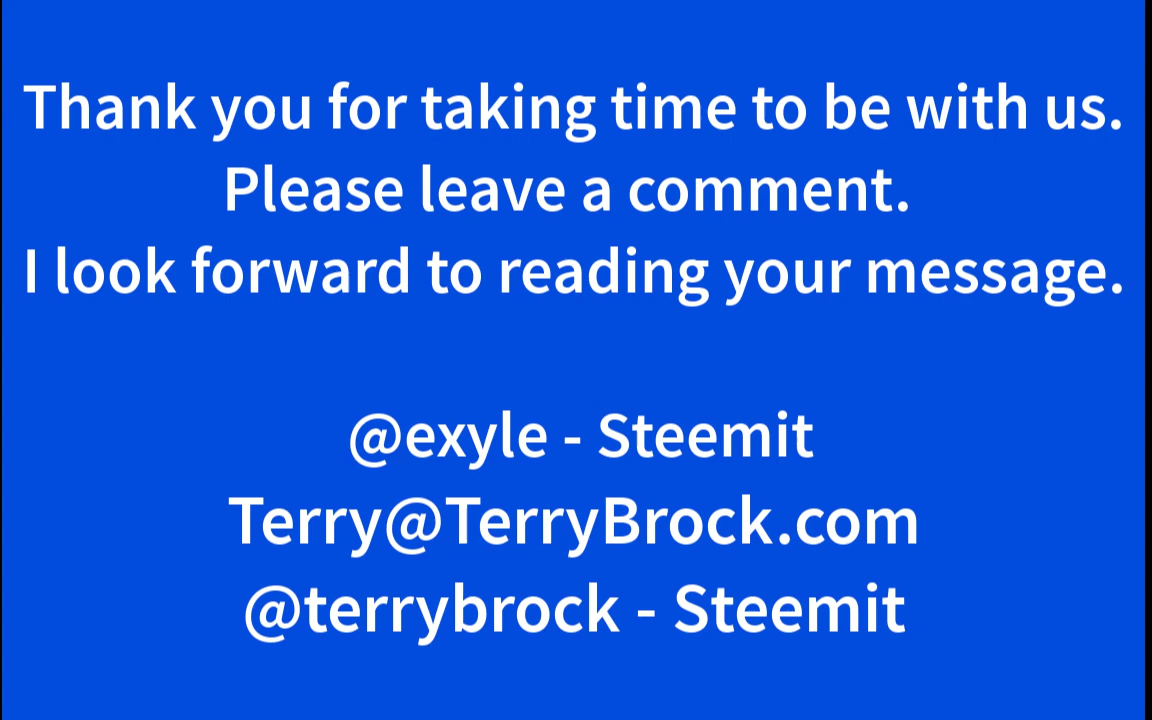 Thank you for taking time to be with us.
Please leave a comment.
I look forward to reading your message.
@exyle - Steemit
Terry@TerryBrock.com
@terrybrock - Steemit